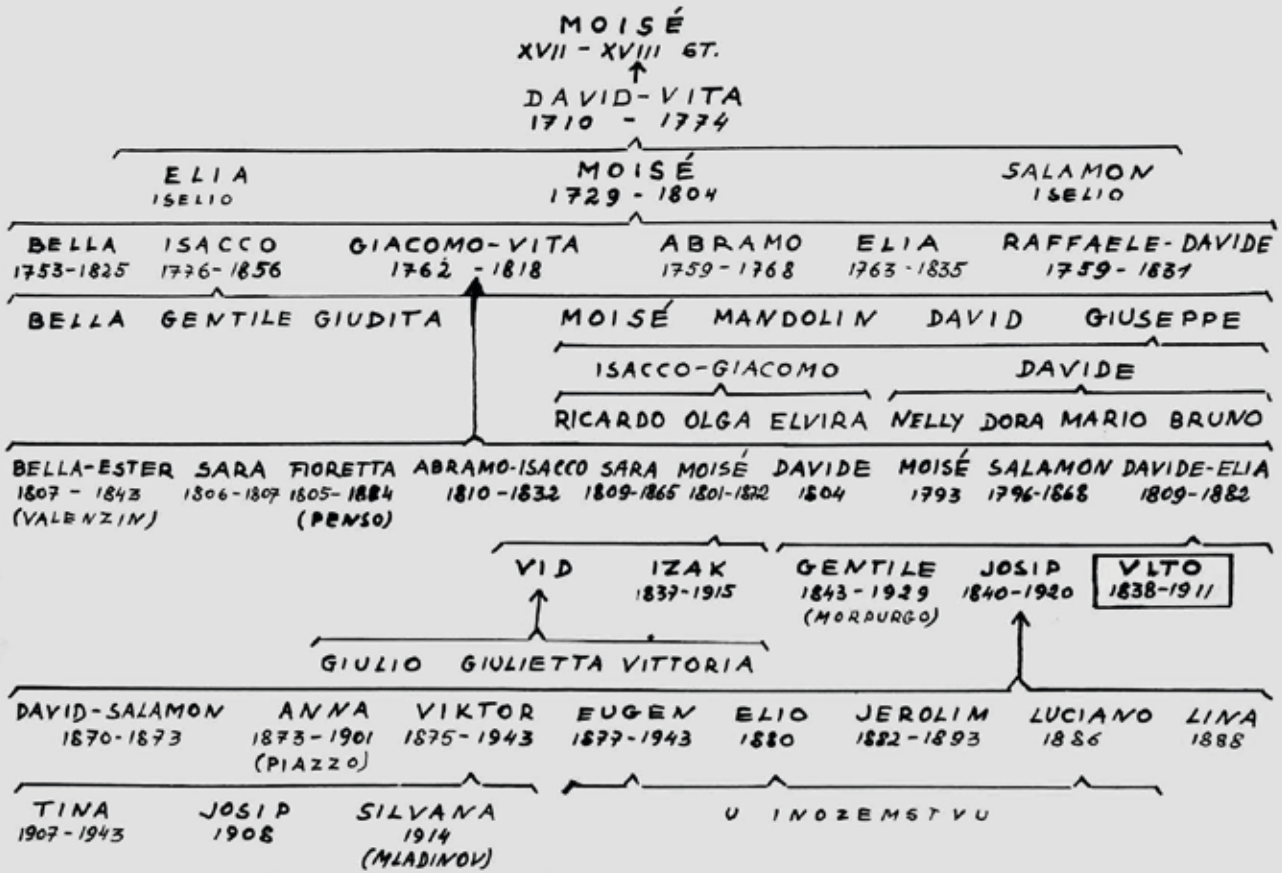 MOISÉ
XVII - XVIII ST.
DAVID-VITA
1710 - 1774
ELIA MOISÉ SALAMON
ISELIO 1729 - 1804 ISELIO
BELLA ISACCO GIACOMO-VITA ABRAMO ELIA RAFFAELE-DAVIDE
1753-1825 1776-1856 1762 - 1818 1759-1768 1763-1835 1759-1831
BELLA GENTILE GIUDITA MOISÉ MANDOLIN DAVID GIUSEPPE
ISACCO-GIACOMO DAVIDE
RICARDO OLGA ELVIRA NELLY DORA MARIO BRUNO
BELLA-ESTER SARA FIORETTA ABRAMO-ISACCO SARA MOISÉ DAVIDE MOISÉ SALAMON DAVIDE-ELIA
1807 - 1843 1806-1807 1805-1884 1810-1832 1809-1865 1801-1872 1804 1793 1796-1868 1809-1882
(VALENZIN) (PENSO)
VID IZAK GENTILE JOSIP VITO
1837-1915 1843-1929 1840-1920 1838-1911
(MORPURGO)
GIULIO GIULIETTA VITTORIA
DAVID-SALAMON ANNA VIKTOR EUGEN ELIO JEROLIM LUCIANO LINA
1870-1873 1873-1901 1875-1943 1877-1943 1880 1882-1893 1886 1888
(PIAZZO)
TINA JOSIP SILVANA U INOZEMSTVU
1907-1943 1908 1914
(MLADINOV)